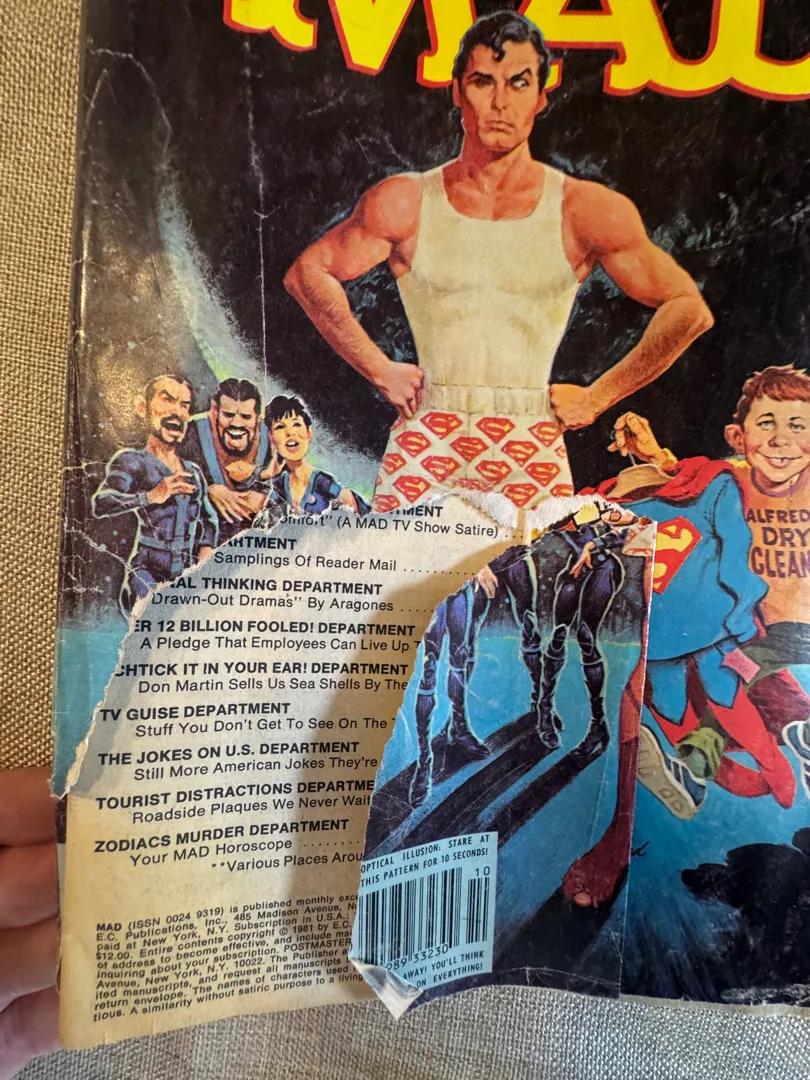 MAD
ALFRED
DRY
CLEAN
(A MAD TV Show Satire) ...
Samplings Of Reader Mail ..........
THINKING DEPARTMENT
Drawn-Out Dramas" By Aragones ....
ER 12 BILLION FOOLED! DEPARTMENT
A Pledge That Employees Can Live Up T
CHTICK IT IN YOUR EAR! DEPARTMENT
Don Martin Sells Us Sea Shells By The
TV GUISE DEPARTMENT
Stuff You Don't Get To See On The T
THE JOKES ON U.S. DEPARTMENT
Still More American Jokes They're
TOURIST DISTRACTIONS DEPARTME
Roadside Plaques We Never Wait
ZODIACS MURDER DEPARTMENT
Your MAD Horoscope ........
**Various Places Arou
MAD (ISSN 0024 9319) is published monthly exce
E.C. Publications, Inc., 485 Madison Avenue, N
paid at New York, N.Y. Subscription in U.S.A.:
$12.00. Entire contents copyright © 1981 by E.C.
of address to become effective, and include ma
inquiring about your subscription. POSTMASTER
Avenue, New York, N.Y. 10022. The Publisher a
ited manuscripts, and request all manuscripts
return envelope. The names of characters used
tious. A similarity without satiric purpose to a living
OPTICAL ILLUSION: STARE AT
THIS PATTERN FOR 10 SECONDS!
10
989 33230
AWAY! YOU'LL THINK
ON EVERYTHING!